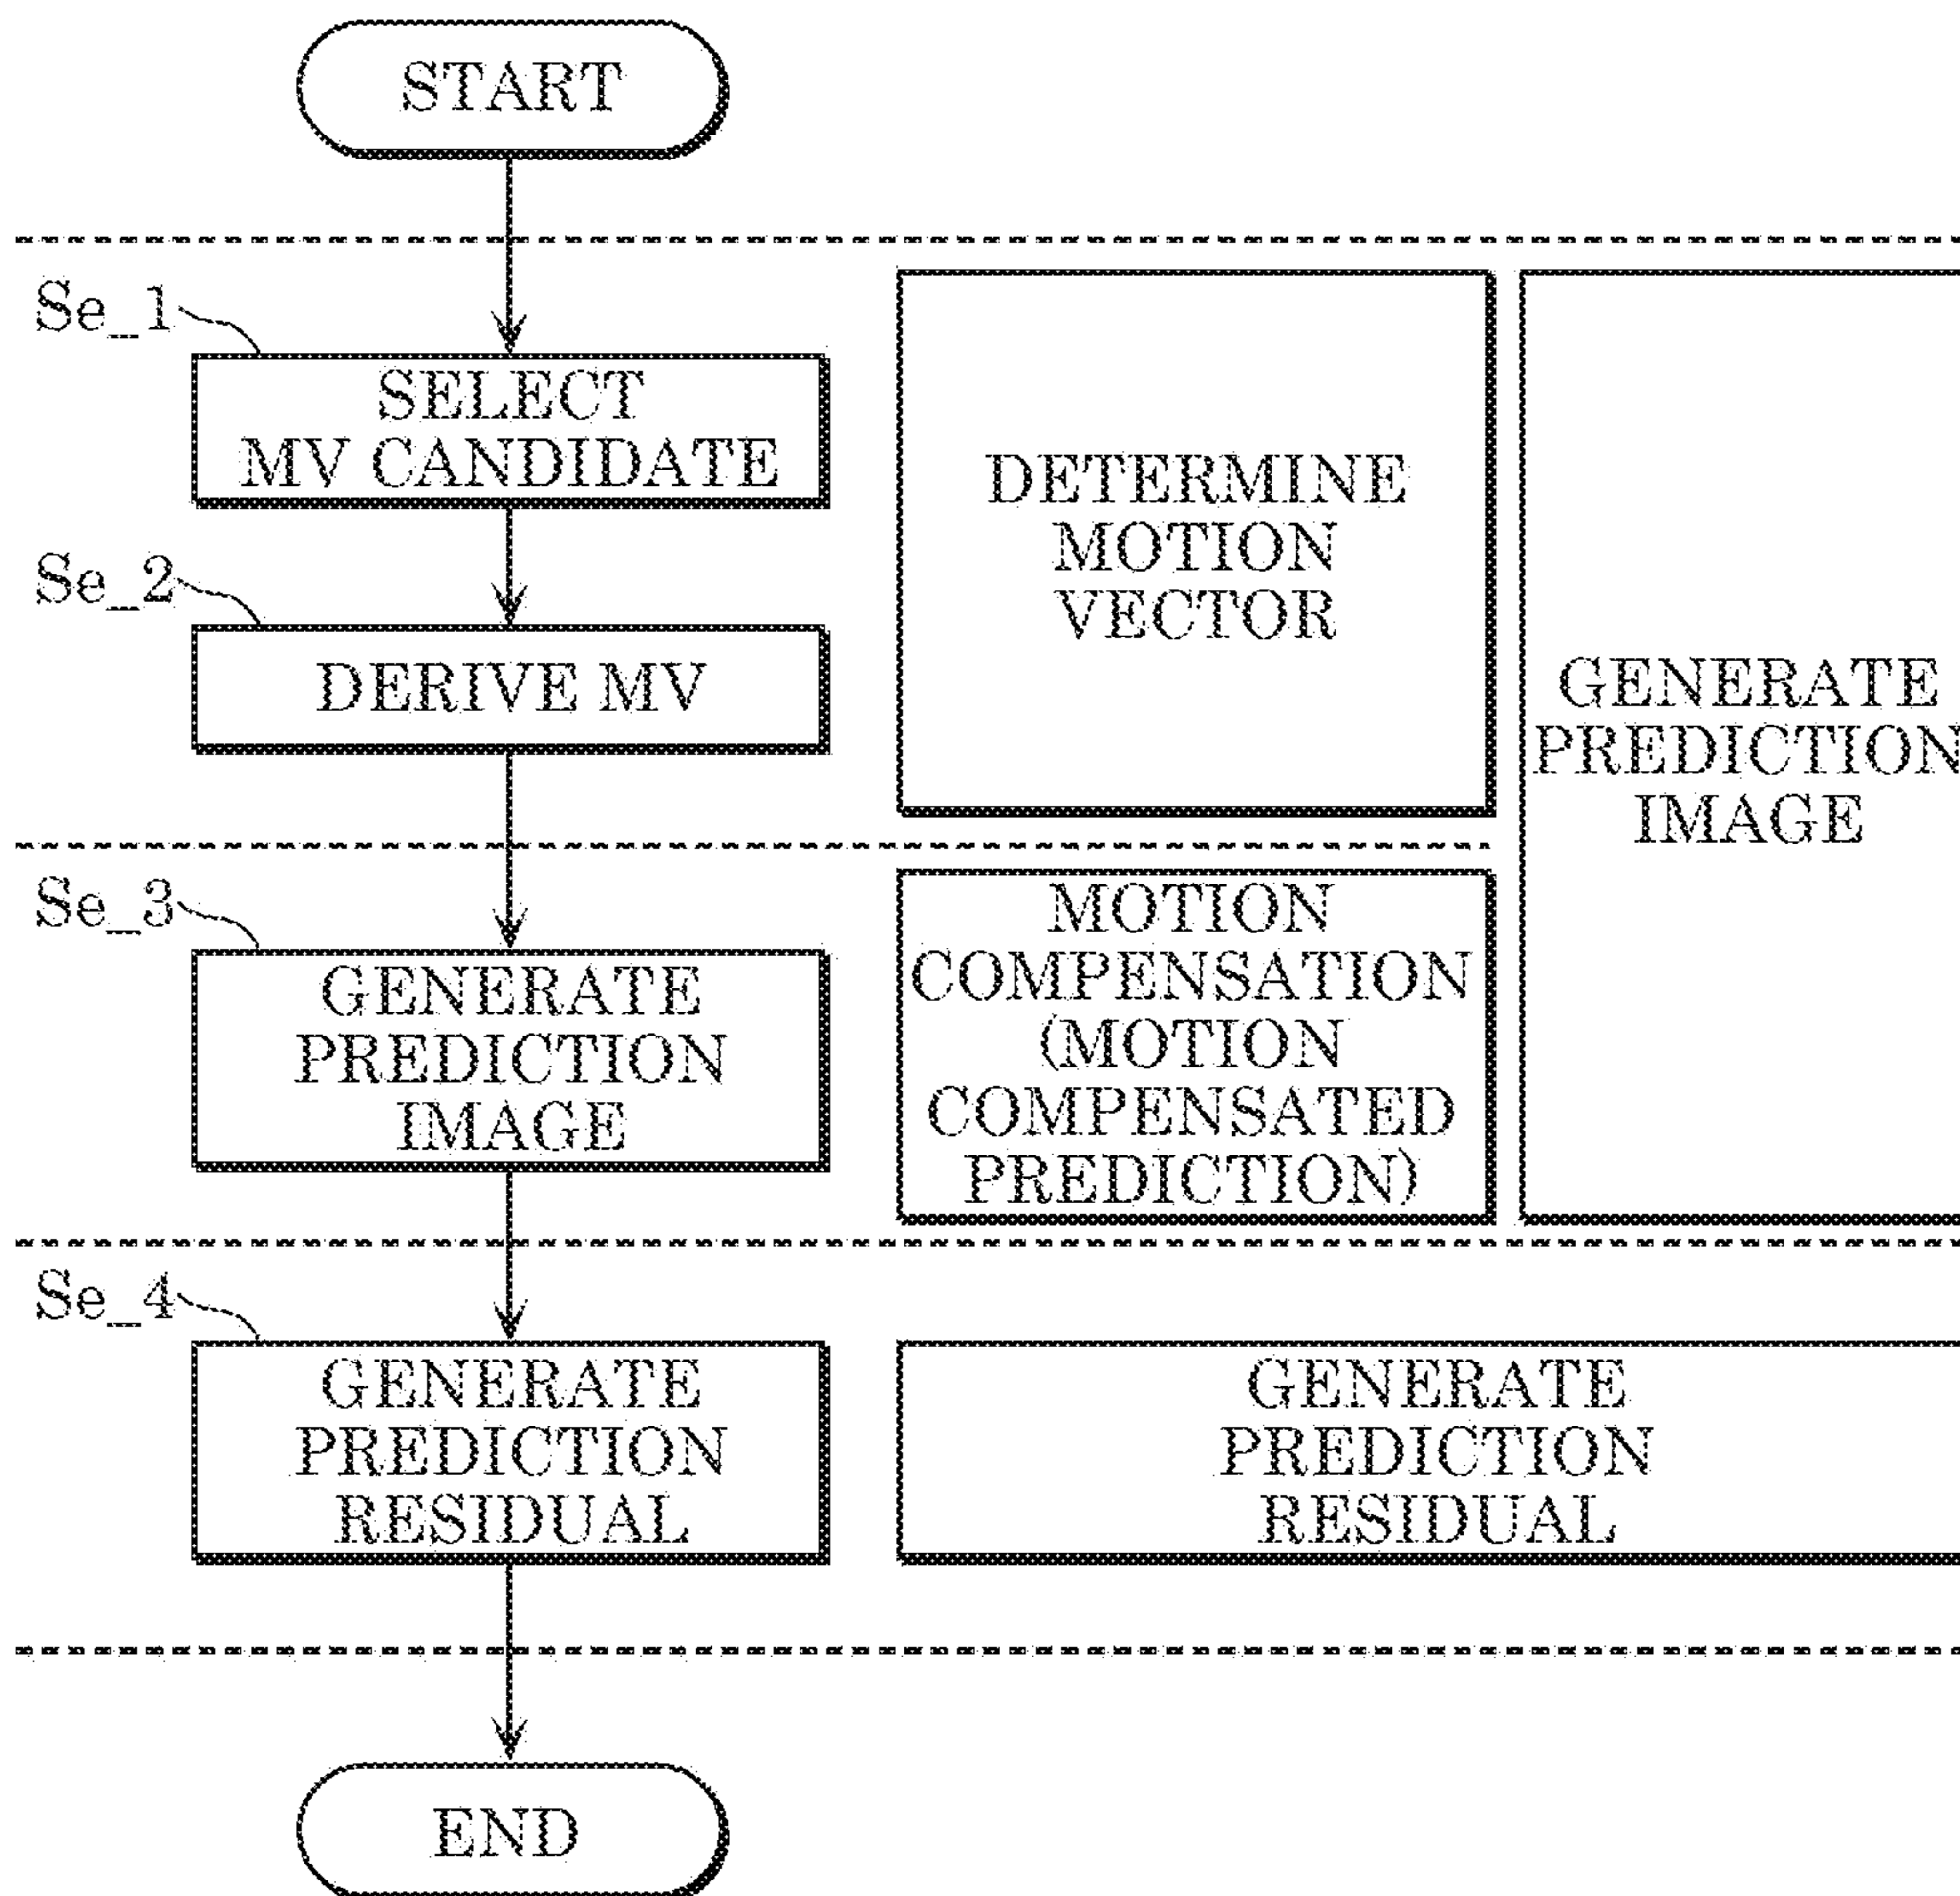 START
Se_1
SELECT
MV CANDIDATE
Se_2
DERIVE MV
DETERMINE
MOTION
VECTOR
GENERATE
PREDICTION
IMAGE
Se_3
GENERATE
PREDICTION
IMAGE
MOTION
COMPENSATION
(MOTION
COMPENSATED
PREDICTION)
Se_4
GENERATE
PREDICTION
RESIDUAL
GENERATE
PREDICTION
RESIDUAL
END